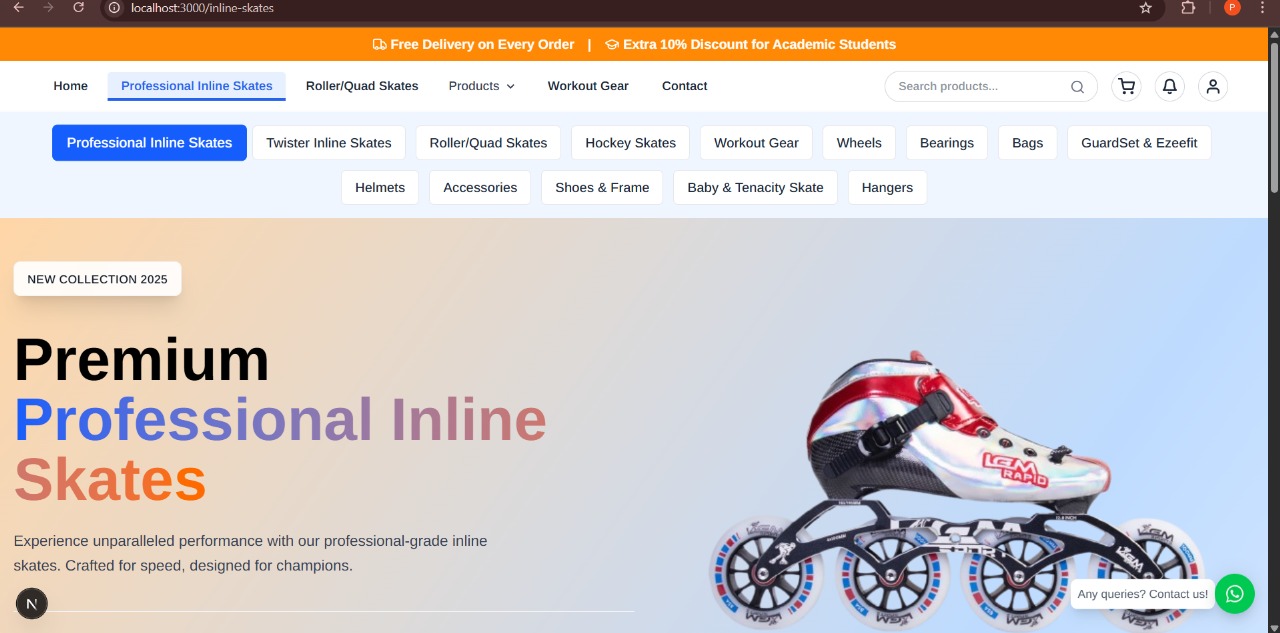 localhost:3000/inline-skates
P
Free Delivery on Every Order | Extra 10% Discount for Academic Students
Home Professional Inline Skates Roller/Quad Skates Products Workout Gear Contact Search products...
Professional Inline Skates Twister Inline Skates Roller/Quad Skates Hockey Skates Workout Gear Wheels Bearings Bags GuardSet & Ezeefit
Helmets Accessories Shoes & Frame Baby & Tenacity Skate Hangers
NEW COLLECTION 2025
Premium
Professional Inline
Skates
Experience unparalleled performance with our professional-grade inline
skates. Crafted for speed, designed for champions.
RAPID
SPORT
N
Any queries? Contact us!